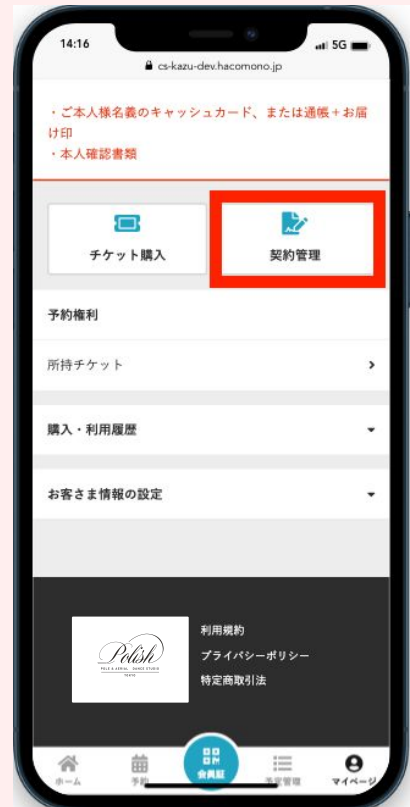 14:16
5G
cs-kazu-dev.hacomono.jp
・ご本人様名義のキャッシュカード、または通帳+お届
け印
・本人確認書類
チケット購入
契約管理
予約権利
所持チケット
購入・利用履歴
お客さま情報の設定
Polish
POLE & AERIAL・DANCE STUDIO
TOKYO
利用規約
プライバシーポリシー
特定商取引法
ホーム
予約
会員証
予定管理
マイページ